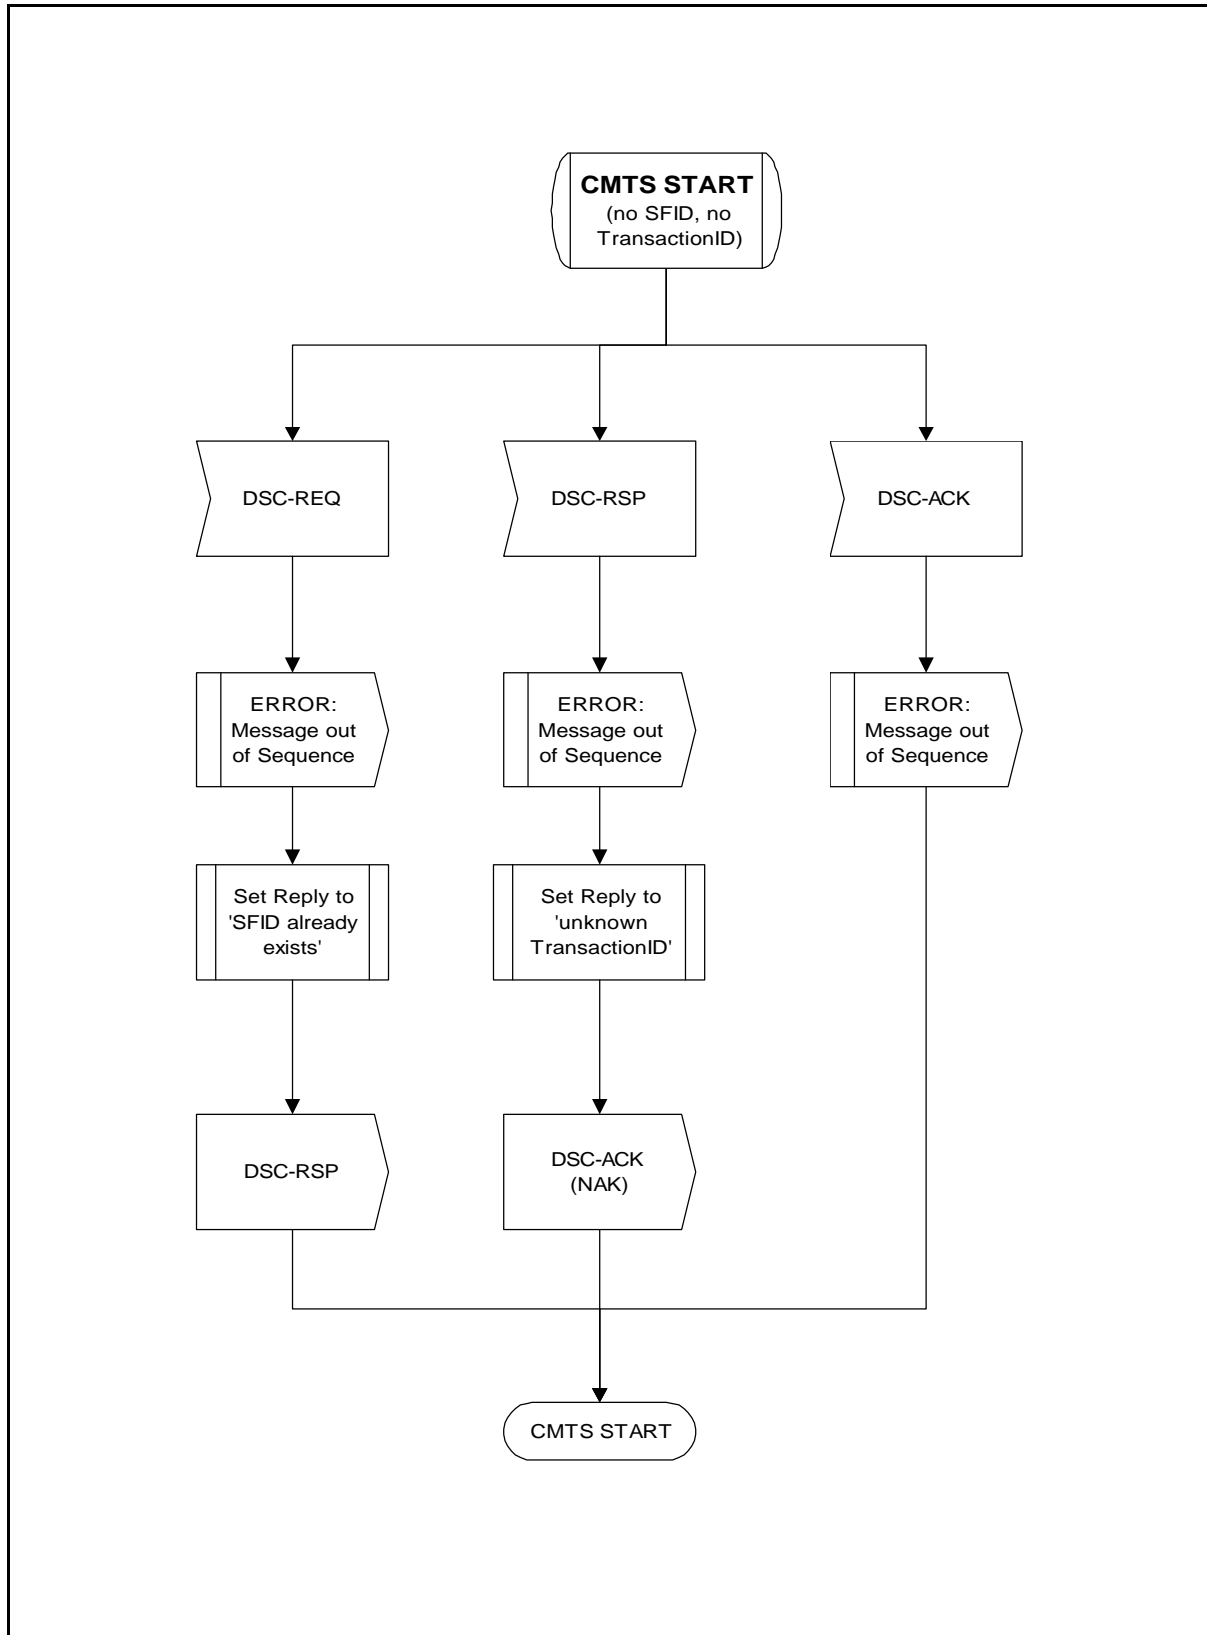 CMTS START
(no SFID, no
TransactionID)
DSC-REQ
DSC-RSP
DSC-ACK
ERROR:
Message out
of Sequence
ERROR:
Message out
of Sequence
ERROR:
Message out
of Sequence
Set Reply to
'SFID already
exists'
Set Reply to
'unknown
TransactionID'
DSC-RSP
DSC-ACK
(NAK)
CMTS START